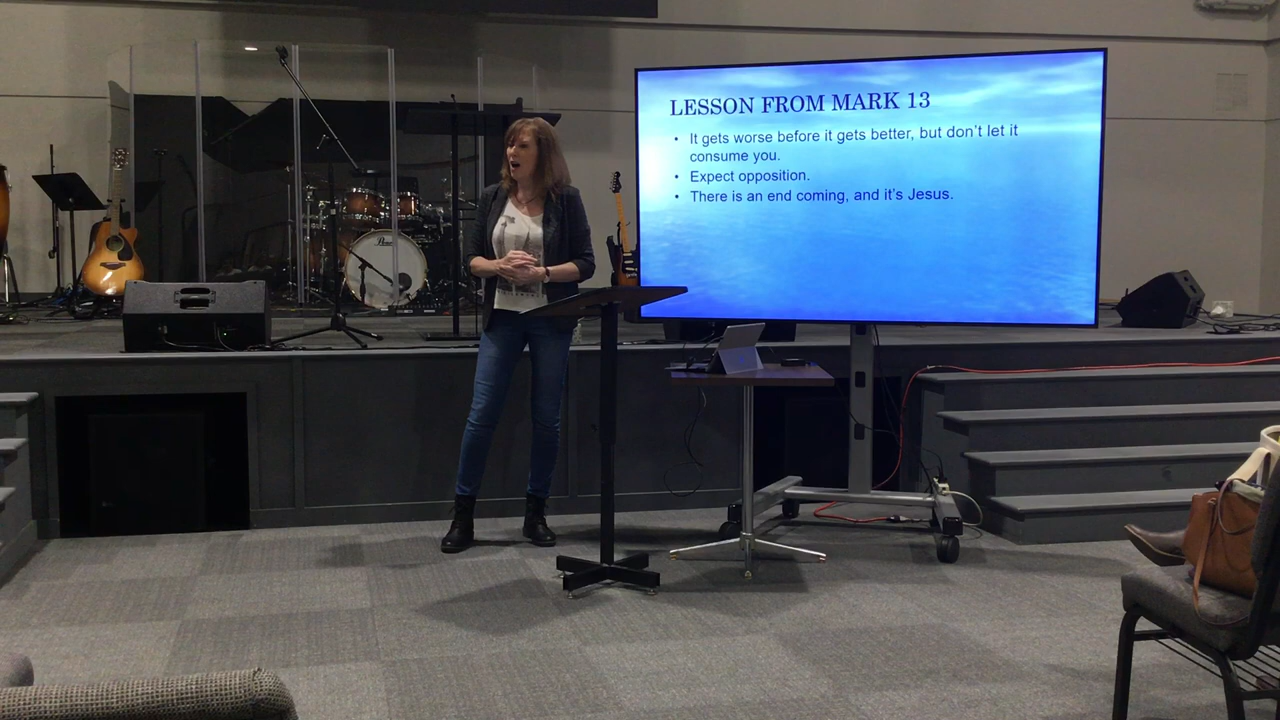 LESSON FROM MARK 13
• It gets worse before it gets better, but don't let it
consume you.
• Expect opposition.
• There is an end coming, and it's Jesus.
Pearl